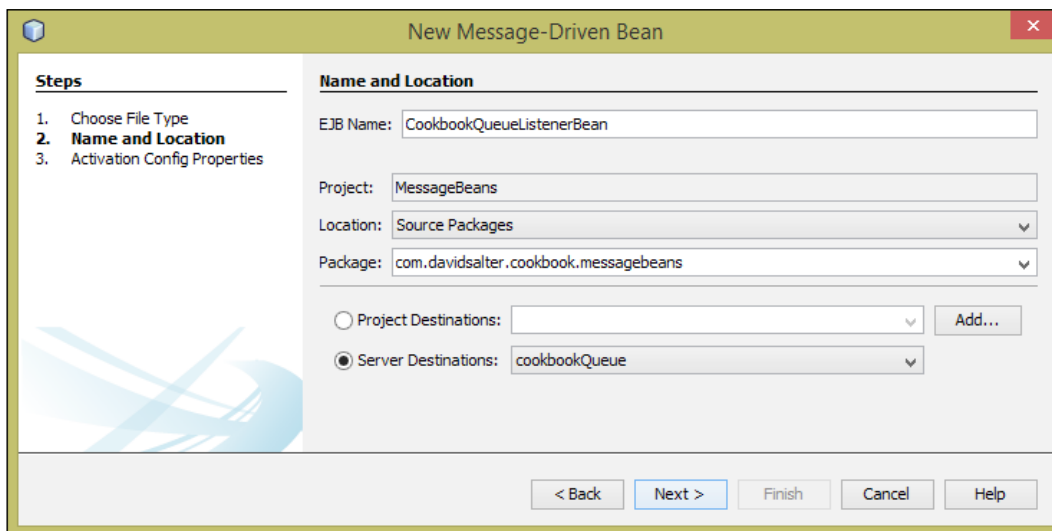 New Message-Driven Bean
Steps
1. Choose File Type
2. Name and Location
3. Activation Config Properties
Name and Location
EJB Name: CookbookQueueListenerBean
Project: MessageBeans
Location: Source Packages
Package: com.davidsalter.cookbook.messagebeans
Project Destinations: Add...
Server Destinations: cookbookQueue
< Back Next > Finish Cancel Help